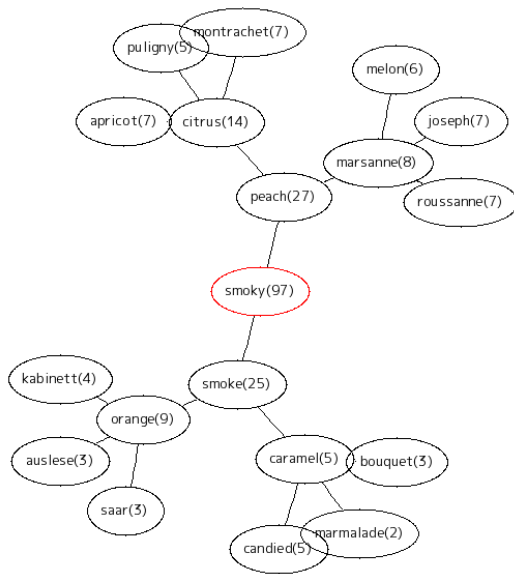 montrachet(7)
puligny(5)
melon(6)
apricot(7)
citrus(14)
joseph(7)
marsanne(8)
peach(27)
roussanne(7)
smoky(97)
kabinett(4)
smoke(25)
orange(9)
auslese(3)
caramel(5)
bouquet(3)
saar(3)
marmalade(2)
candied(5)